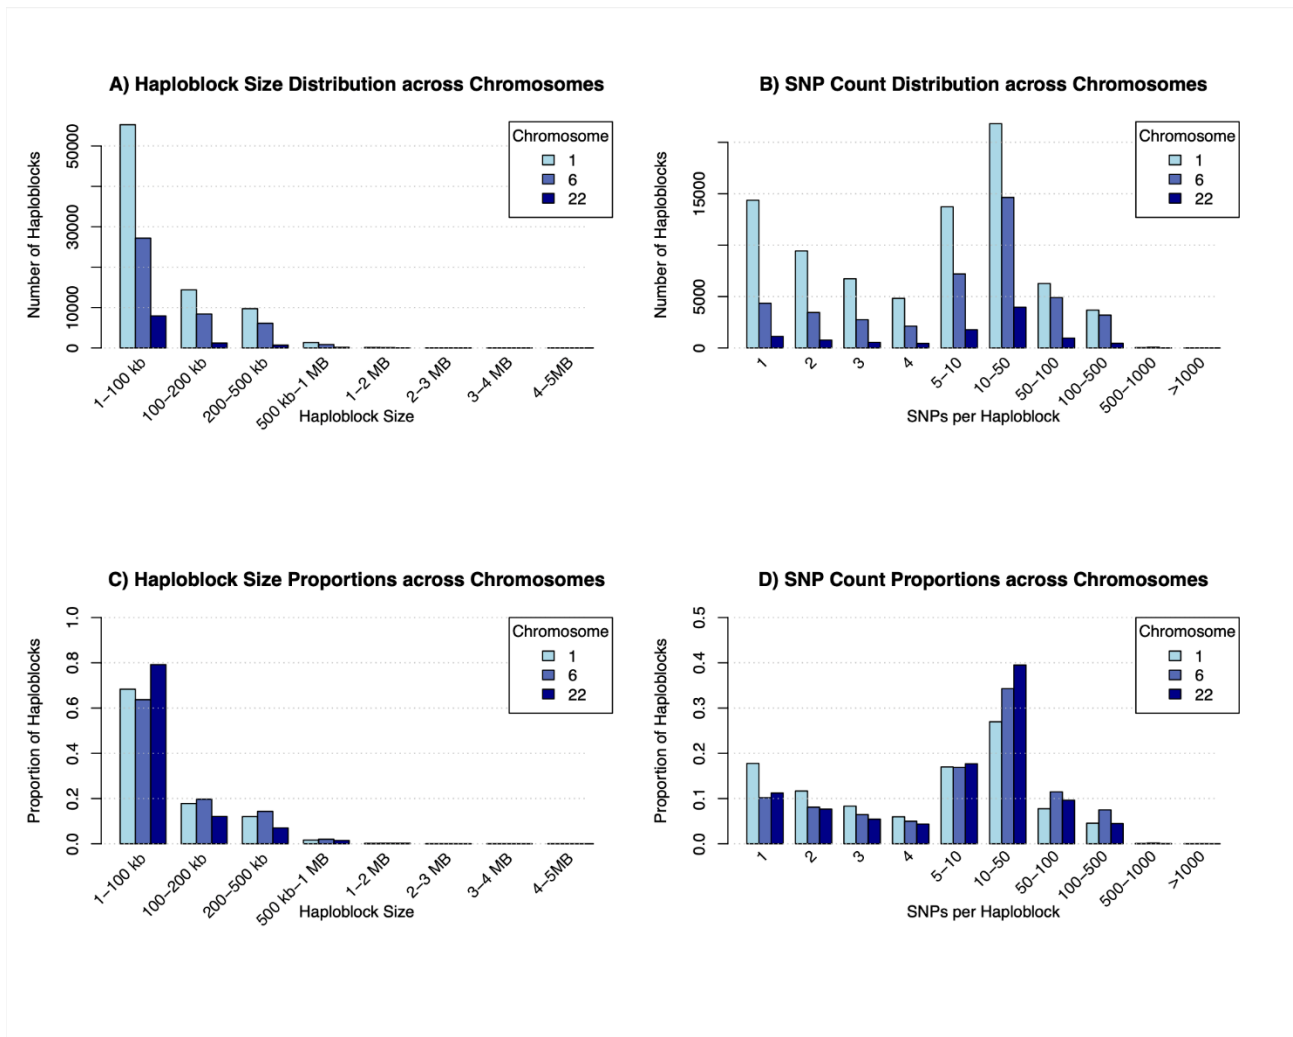 A) Haploblock Size Distribution across Chromosomes
Number of Haploblocks
50000
30000
10000
0
Chromosome
1
6
22
1–100 kb
100–200 kb
200–500 kb
500 kb–1 MB
1–2 MB
2–3 MB
3–4 MB
4–5MB
Haploblock Size
B) SNP Count Distribution across Chromosomes
Number of Haploblocks
15000
5000
0
Chromosome
1
6
22
1
2
3
4
5–10
10–50
50–100
100–500
500–1000
>1000
SNPs per Haploblock
C) Haploblock Size Proportions across Chromosomes
Proportion of Haploblocks
1.0
0.8
0.6
0.4
0.2
0.0
Chromosome
1
6
22
1–100 kb
100–200 kb
200–500 kb
500 kb–1 MB
1–2 MB
2–3 MB
3–4 MB
4–5MB
Haploblock Size
D) SNP Count Proportions across Chromosomes
Proportion of Haploblocks
0.5
0.4
0.3
0.2
0.1
0.0
Chromosome
1
6
22
1
2
3
4
5–10
10–50
50–100
100–500
500–1000
>1000
SNPs per Haploblock